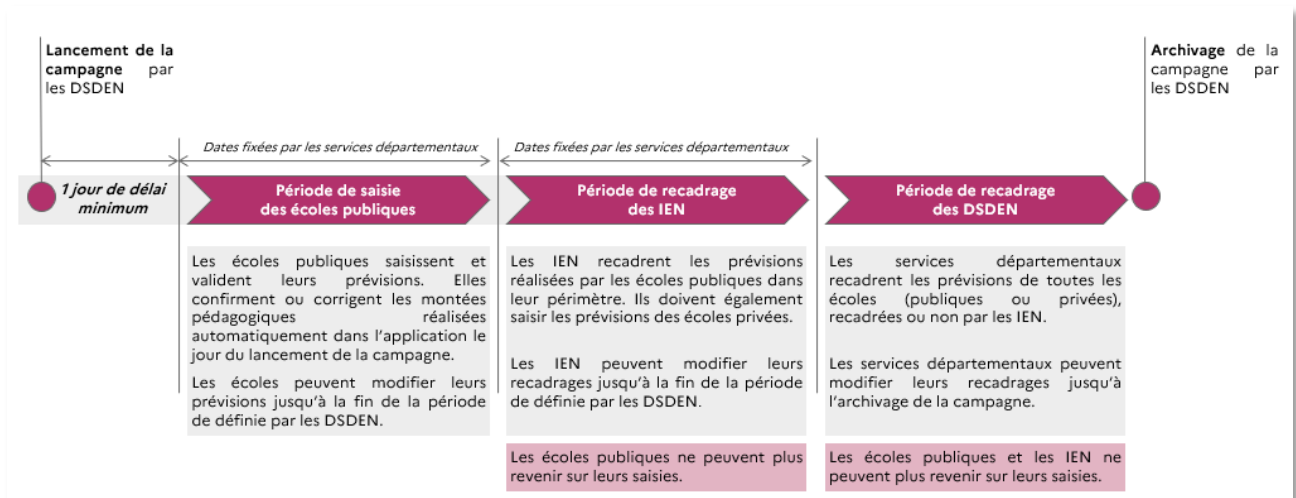 Lancement de la
campagne par
les DSDEN
Archivage de la
campagne par
les DSDEN
Dates fixées par les services départementaux
Dates fixées par les services départementaux
1 jour de délai
minimum
Période de saisie
des écoles publiques
Période de recadrage
des IEN
Période de recadrage
des DSDEN
Les écoles publiques saisissent et
valident leurs prévisions. Elles
confirment ou corrigent les montées
pédagogiques réalisées
automatiquement dans l'application le
jour du lancement de la campagne.
Les écoles peuvent modifier leurs
prévisions jusqu'à la fin de la période
de définie par les DSDEN.
Les IEN recadrent les prévisions
réalisées par les écoles publiques dans
leur périmètre. Ils doivent également
saisir les prévisions des écoles privées.
Les IEN peuvent modifier leurs
recadrages jusqu'à la fin de la période
de définie par les DSDEN.
Les écoles publiques ne peuvent plus
revenir sur leurs saisies.
Les services départementaux
recadrent les prévisions de toutes les
écoles (publiques ou privées),
recadrées ou non par les IEN.
Les services départementaux peuvent
modifier leurs recadrages jusqu'à
l'archivage de la campagne.
Les écoles publiques et les IEN ne
peuvent plus revenir sur leurs saisies.